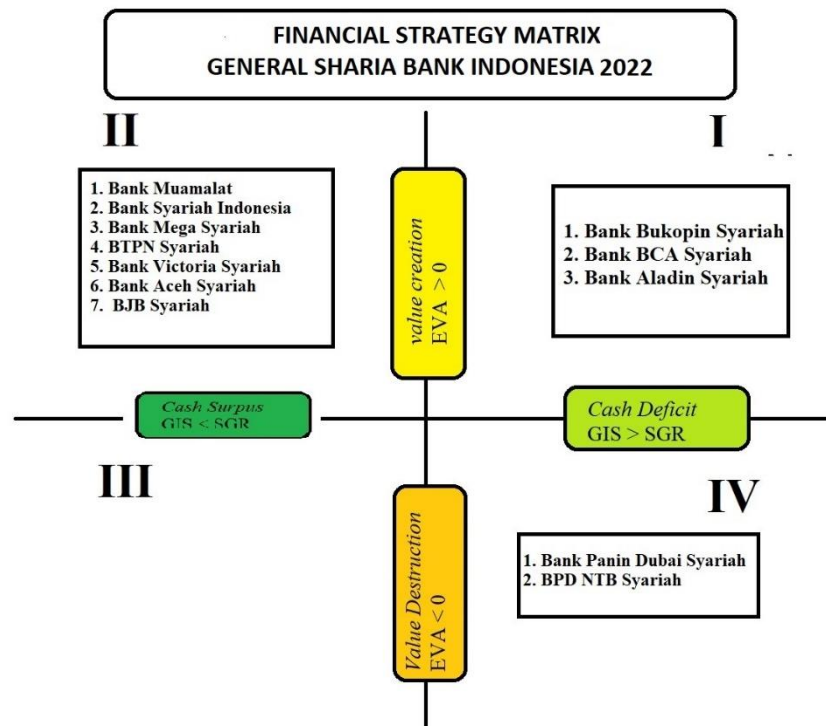 FINANCIAL STRATEGY MATRIX
GENERAL SHARIA BANK INDONESIA 2022
II
I
1. Bank Muamalat
2. Bank Syariah Indonesia
3. Bank Mega Syariah
4. BTPN Syariah
5. Bank Victoria Syariah
6. Bank Aceh Syariah
7. BJB Syariah
value creation
EVA > 0
1. Bank Bukopin Syariah
2. Bank BCA Syariah
3. Bank Aladin Syariah
Cash Surpus
GIS < SGR
Cash Deficit
GIS > SGR
III
IV
Value Destruction
EVA < 0
1. Bank Panin Dubai Syariah
2. BPD NTB Syariah